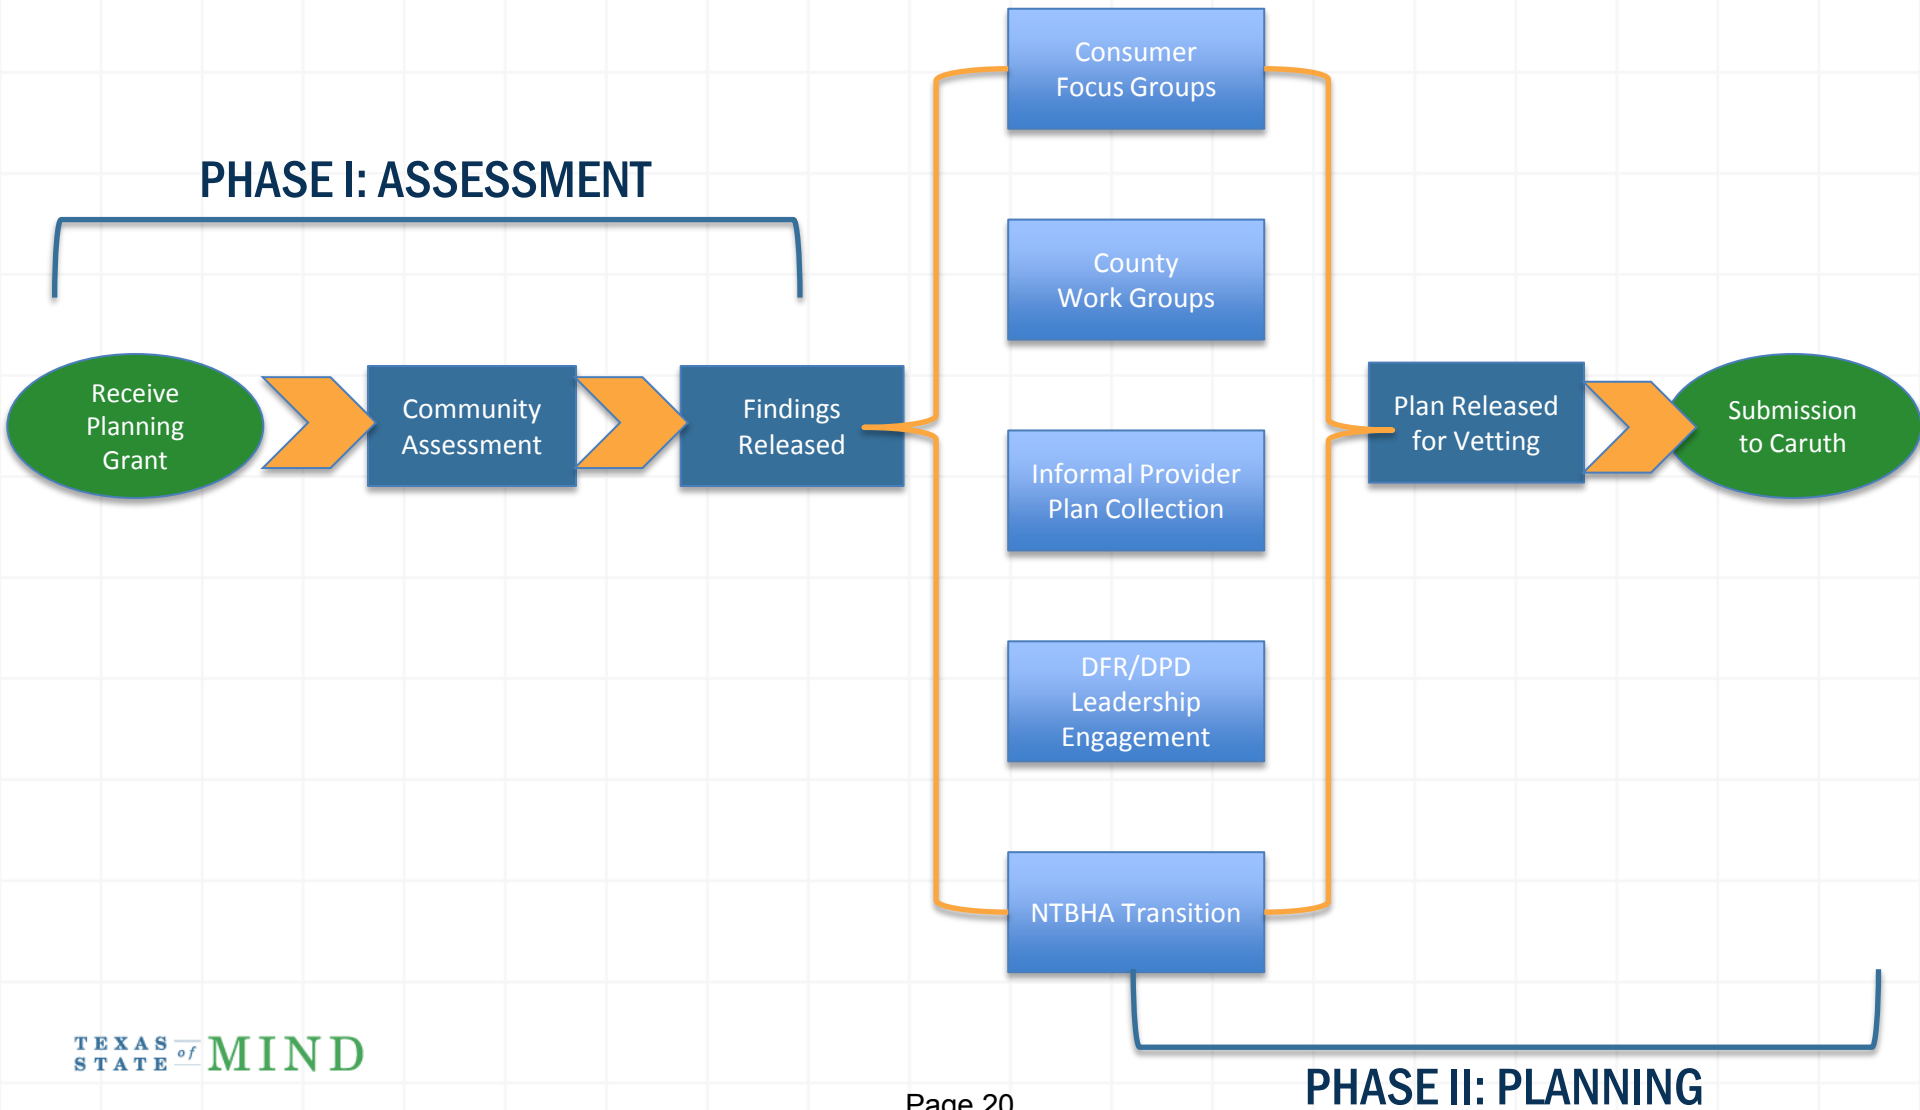 PHASE I: ASSESSMENT
Receive
Planning
Grant
Community
Assessment
Findings
Released
Consumer
Focus Groups
County
Work Groups
Informal Provider
Plan Collection
DFR/DPD
Leadership
Engagement
NTBHA Transition
Plan Released
for Vetting
Submission
to Caruth
PHASE II: PLANNING
TEXAS
STATE of MIND
Page 20